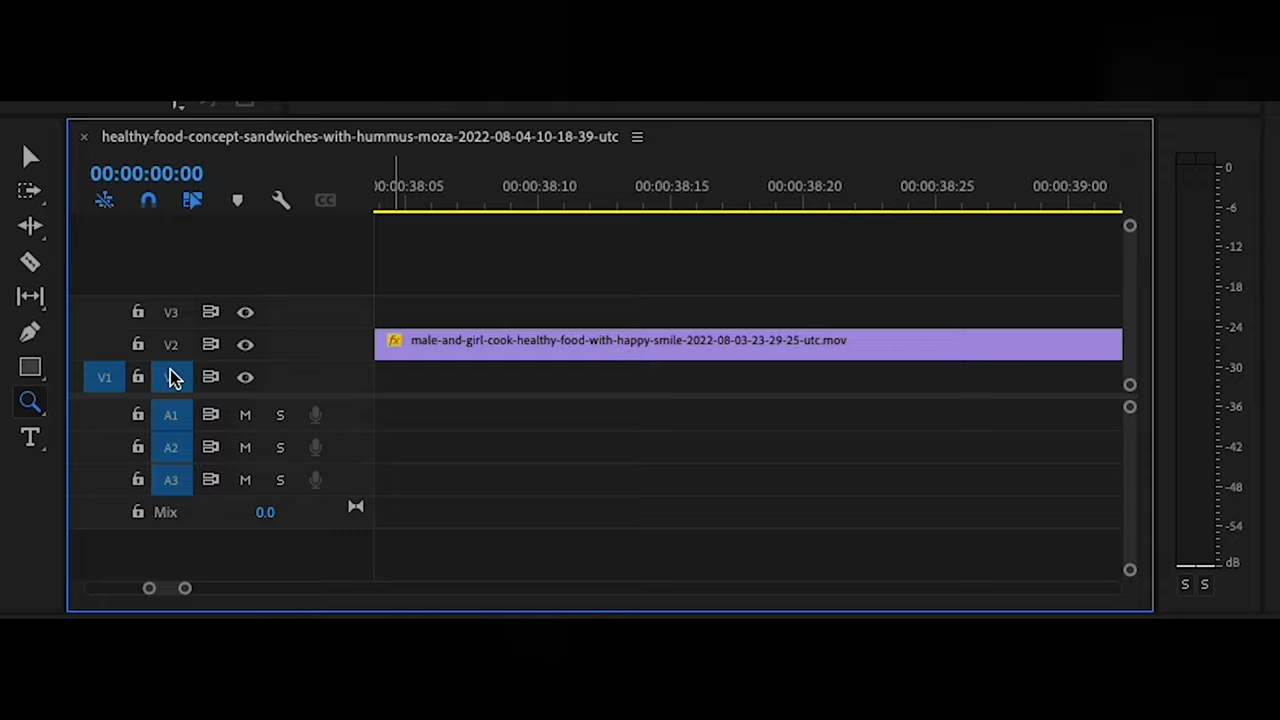 × healthy-food-concept-sandwiches-with-hummus-moza-2022-08-04-10-18-39-utc
00:00:00:00
CC
00:00:38:05 00:00:38:10 00:00:38:15 00:00:38:20 00:00:38:25 00:00:39:00
V3
V2 fx male-and-girl-cook-healthy-food-with-happy-smile-2022-08-03-23-29-25-utc.mov
V1
A1 M S
A2 M S
A3 M S
Mix 0.0
T
0
-6
-12
-18
-24
-30
-36
-42
-48
-54
dB
S S